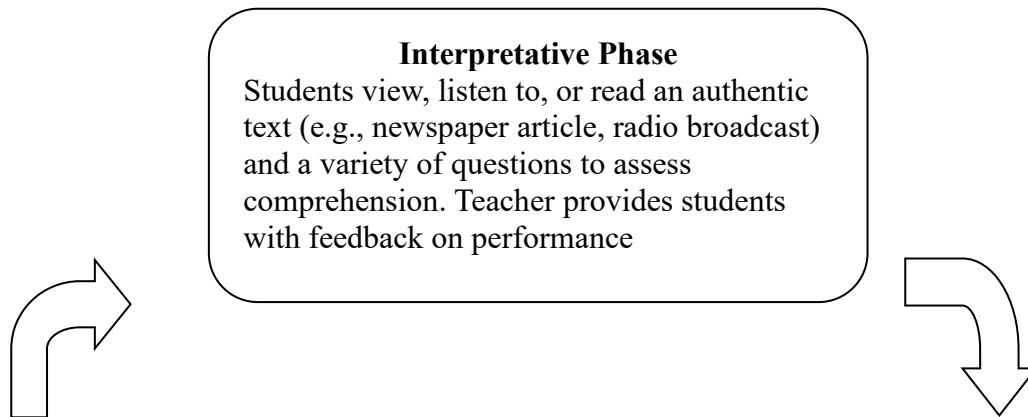 Interpretative Phase
Students view, listen to, or read an authentic
text (e.g., newspaper article, radio broadcast)
and a variety of questions to assess
comprehension. Teacher provides students
with feedback on performance